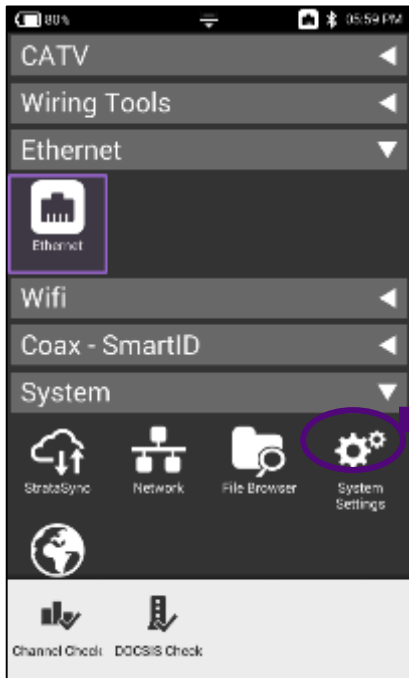 80%
05:59 PM
CATV
Wiring Tools
Ethernet
Ethernet
Wifi
Coax - SmartID
System
StrataSync
Network
File Browser
System
Settings
Channel Check
DOCSIS Check